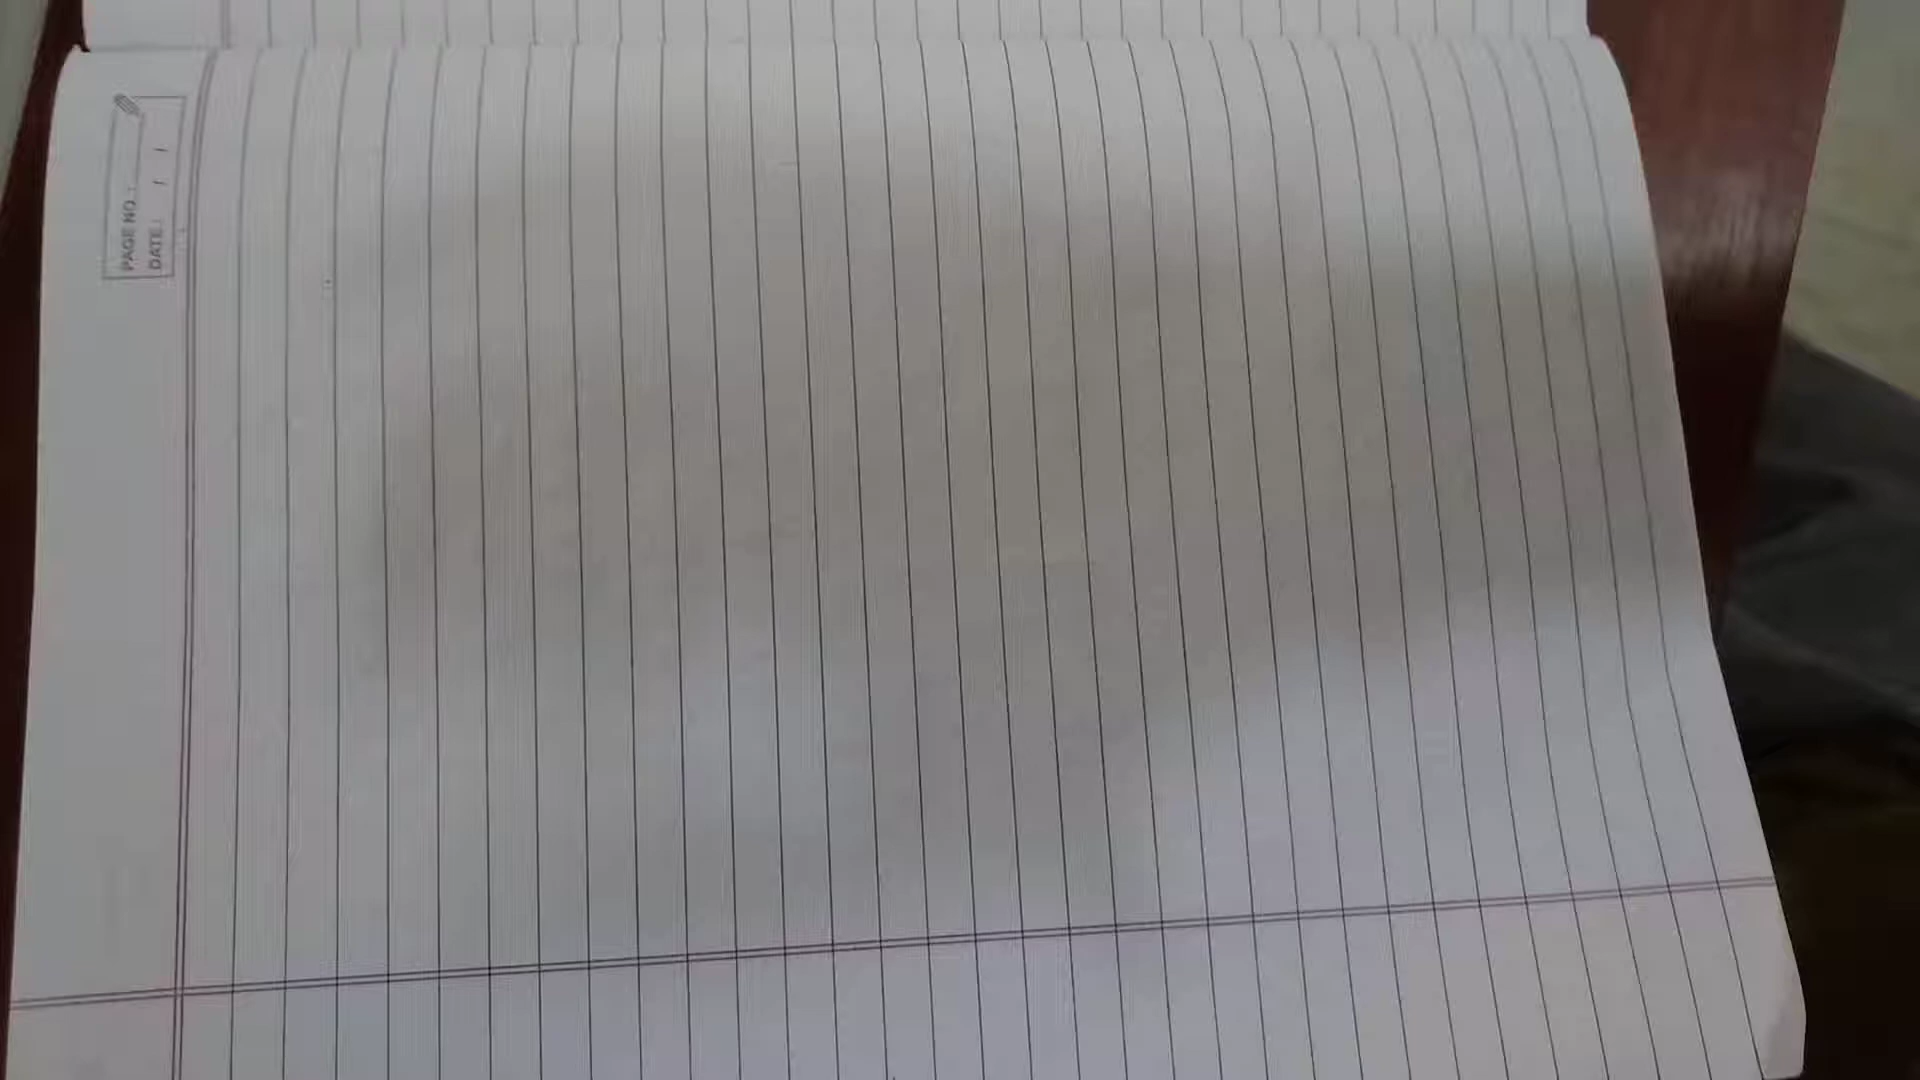 PAGE NO. :
DATE : / /